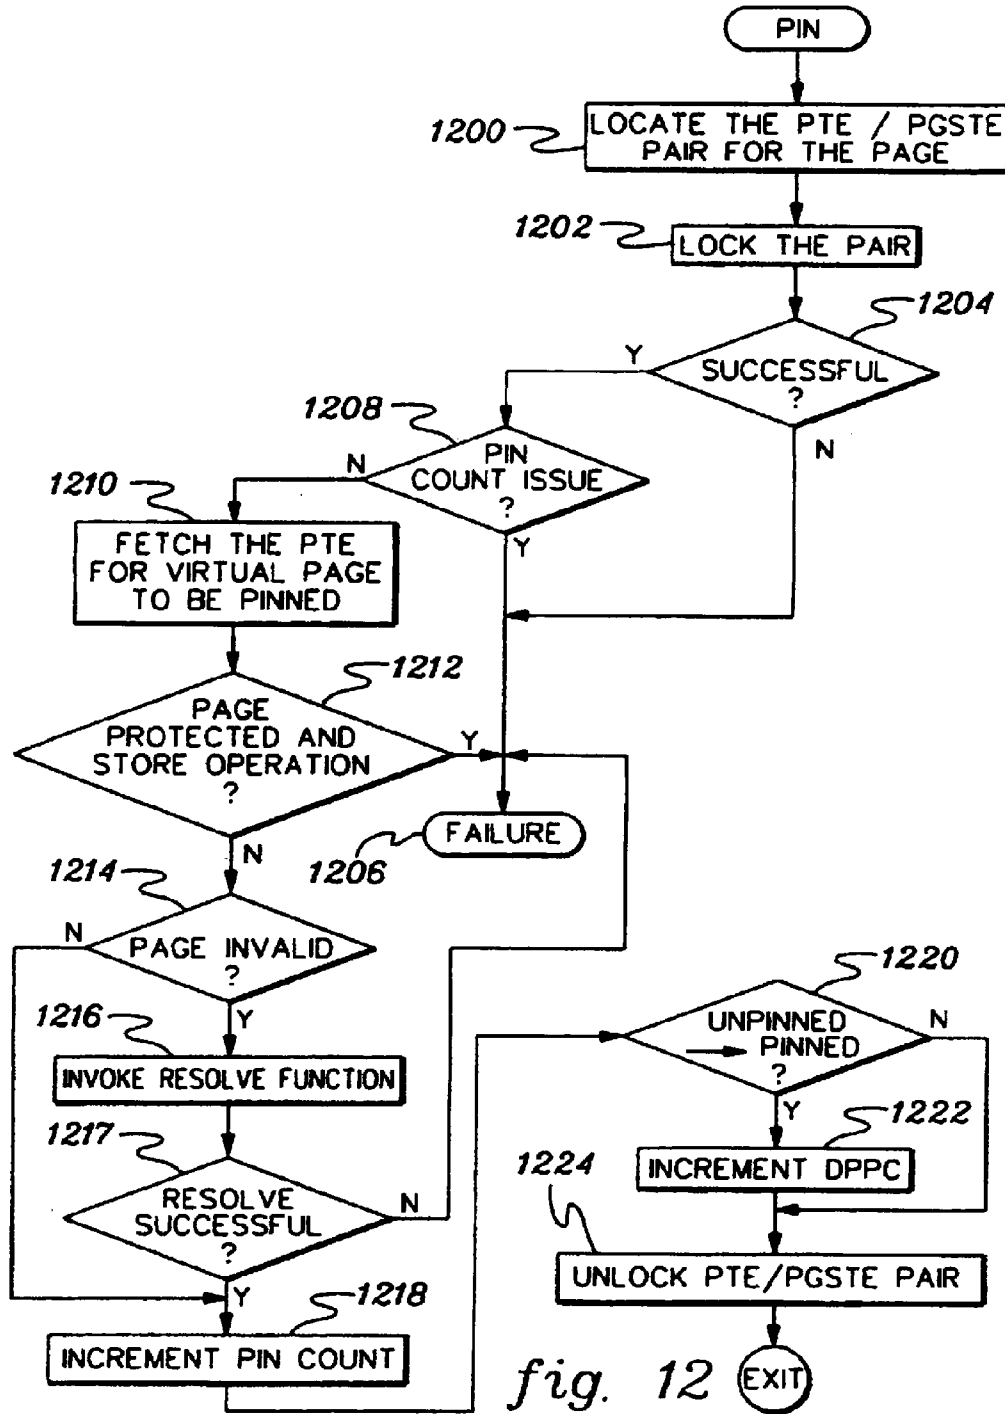 PIN
1200
LOCATE THE PTE / PGSTE
PAIR FOR THE PAGE
1202
LOCK THE PAIR
1204
Y
SUCCESSFUL
?
N
1208
N
PIN
COUNT ISSUE
?
Y
1210
FETCH THE PTE
FOR VIRTUAL PAGE
TO BE PINNED
1212
PAGE
PROTECTED AND
STORE OPERATION
?
Y
N
FAILURE
1206
1214
N
PAGE INVALID
?
Y
1216
INVOKE RESOLVE FUNCTION
1217
RESOLVE
SUCCESSFUL
?
N
Y
1218
INCREMENT PIN COUNT
1220
UNPINNED
→ PINNED
?
N
Y
1222
INCREMENT DPPC
1224
UNLOCK PTE/PGSTE PAIR
EXIT
fig. 12